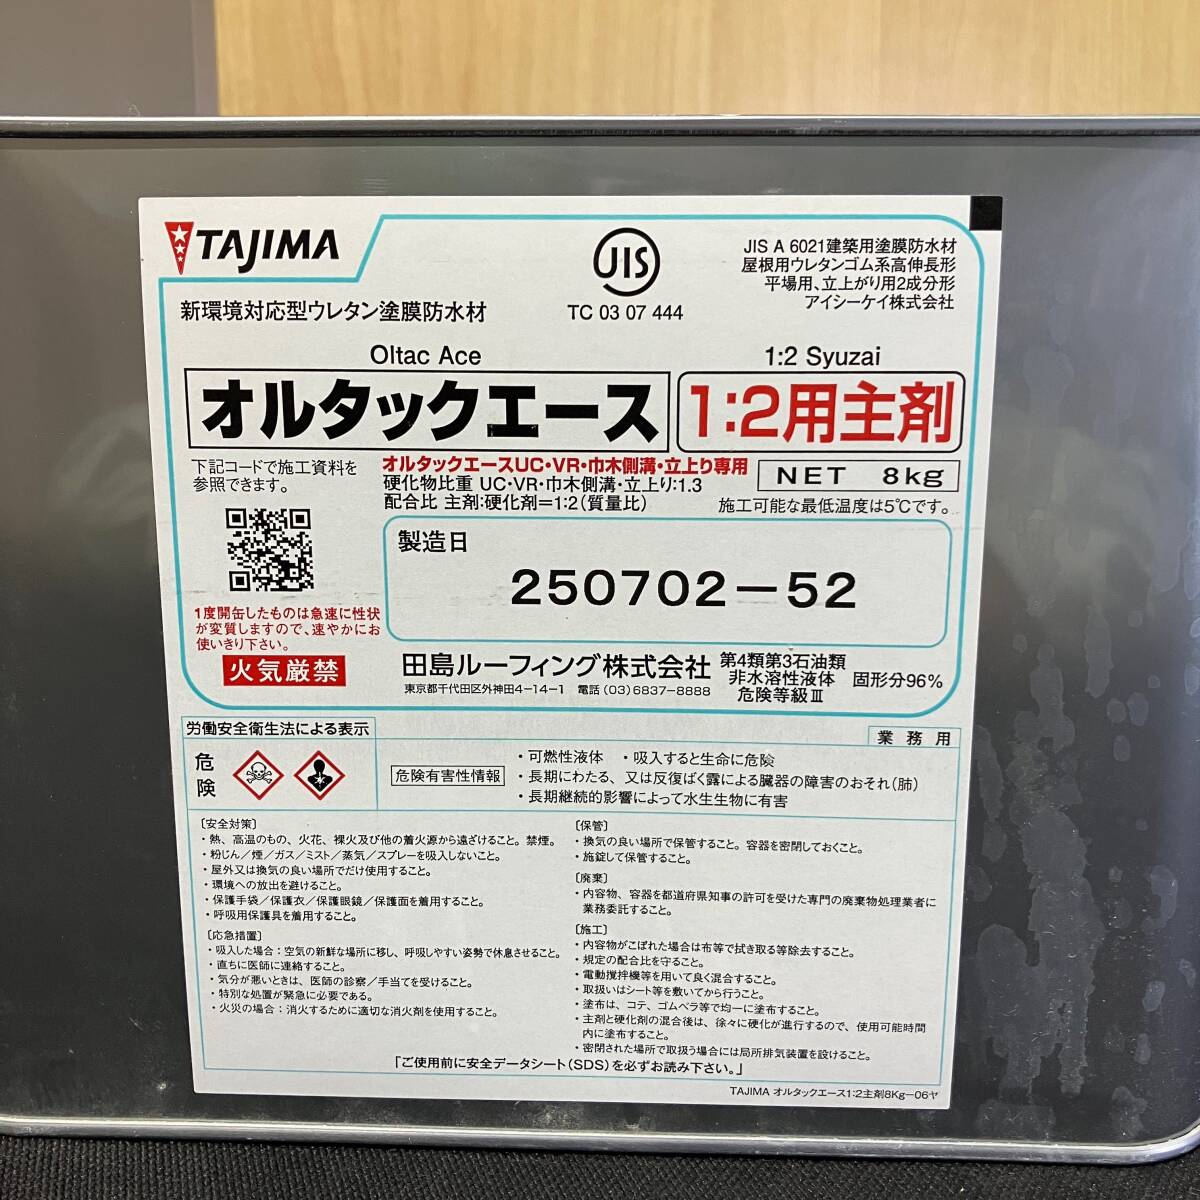 TAJIMA
新環境対応型ウレタン塗膜防水材
JIS
TC 03 07 444
JIS A 6021建築用塗膜防水材
屋根用ウレタンゴム系高伸長形
平場用、立上がり用2成分形
アイシーケイ株式会社
Oltac Ace
1:2 Syuzai
オルタックエース
1:2用主剤
下記コードで施工資料を
参照できます。
オルタックエースUC・VR・巾木側溝・立上り専用
硬化物比重 UC・VR・巾木側溝・立上り:1.3
配合比 主剤:硬化剤=1:2(質量比)
NET 8kg
施工可能な最低温度は5℃です。
製造日
250702-52
1度開缶したものは急速に性状
が変質しますので、速やかにお
使いきり下さい。
火気厳禁
田島ルーフィング株式会社
東京都千代田区外神田4-14-1 電話(03)6837-8888
第4類第3石油類
非水溶性液体
危険等級Ⅲ
固形分96%
労働安全衛生法による表示
業務用
危険
危険有害性情報
・可燃性液体 ・吸入すると生命に危険
・長期にわたる、又は反復ばく露による臓器の障害のおそれ(肺)
・長期継続的影響によって水生生物に有害
〔安全対策〕
・熱、高温のもの、火花、裸火及び他の着火源から遠ざけること。禁煙。
・粉じん/煙/ガス/ミスト/蒸気/スプレーを吸入しないこと。
・屋外又は換気の良い場所でだけ使用すること。
・環境への放出を避けること。
・保護手袋/保護衣/保護眼鏡/保護面を着用すること。
・呼吸用保護具を着用すること。
〔応急措置〕
・吸入した場合:空気の新鮮な場所に移し、呼吸しやすい姿勢で休息させること。
・直ちに医師に連絡すること。
・気分が悪いときは、医師の診察/手当てを受けること。
・特別な処置が緊急に必要である。
・火災の場合:消火するために適切な消火剤を使用すること。
〔保管〕
・換気の良い場所で保管すること。容器を密閉しておくこと。
・施錠して保管すること。
〔廃棄〕
・内容物、容器を都道府県知事の許可を受けた専門の廃棄物処理業者に
業務委託すること。
〔施工〕
・内容物がこぼれた場合は布等で拭き取る等除去すること。
・規定の配合比を守ること。
・電動撹拌機等を用いて良く混合すること。
・取扱いはシート等を敷いてから行うこと。
・塗布は、コテ、ゴムベラ等で均一に塗布すること。
・主剤と硬化剤の混合後は、徐々に硬化が進行するので、使用可能時間
内に塗布すること。
・密閉された場所で取扱う場合には局所排気装置を設けること。
「ご使用前に安全データシート(SDS)を必ずお読み下さい。」
TAJIMA オルタックエース1:2主剤8Kg-06ヤ